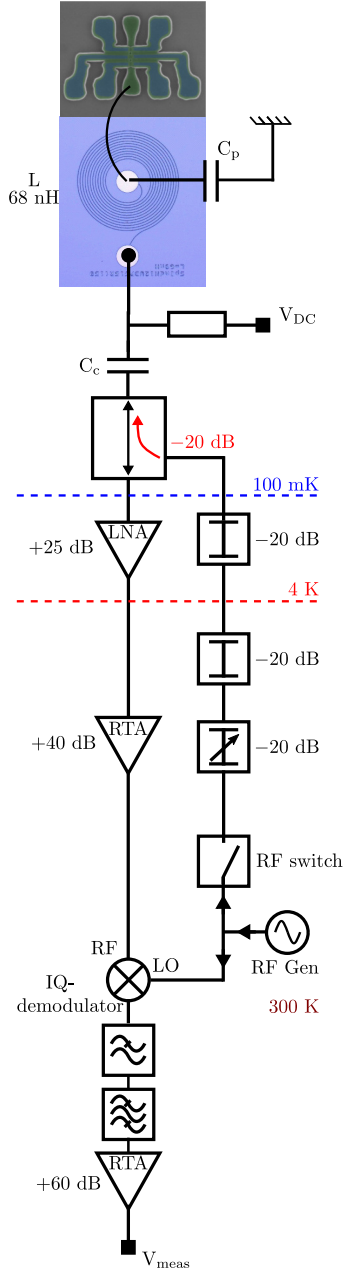 C_p
L
68 nH
V_DC
C_c
−20 dB
100 mK
LNA
+25 dB
−20 dB
4 K
−20 dB
RTA
+40 dB
−20 dB
RF switch
RF
LO
RF Gen
IQ-
demodulator
300 K
RTA
+60 dB
V_meas